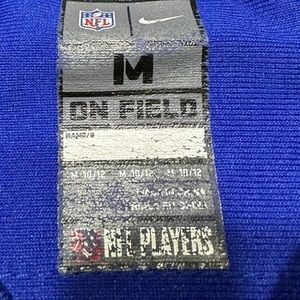 NFL
M
ON FIELD
NAME/#
M 10/12 M 10/12 M 10/12
NFL PLAYERS